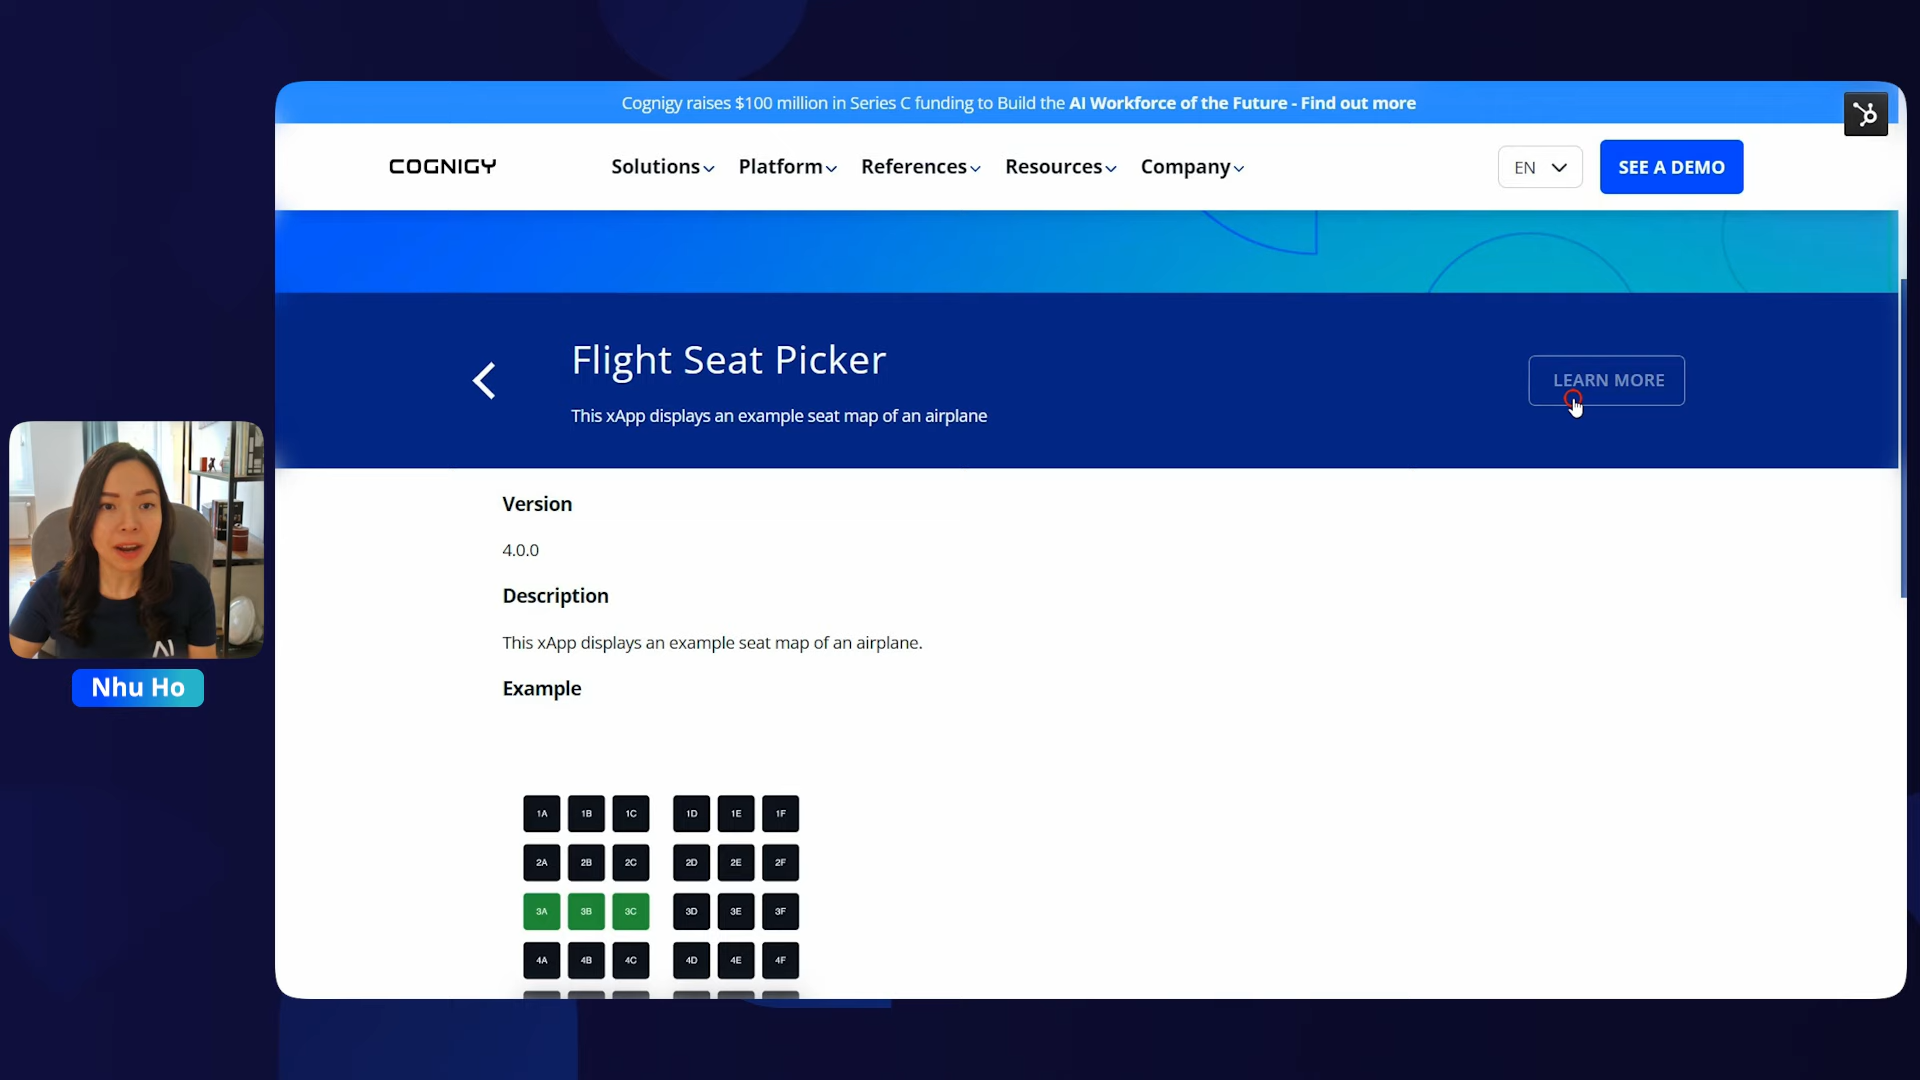 Cognigy raises $100 million in Series C funding to Build the AI Workforce of the Future - Find out more
COGNIGY
Solutions Platform References Resources Company
EN
SEE A DEMO
Flight Seat Picker
This xApp displays an example seat map of an airplane
LEARN MORE
Version
4.0.0
Description
This xApp displays an example seat map of an airplane.
Example
1A 1B 1C 1D 1E 1F
2A 2B 2C 2D 2E 2F
3A 3B 3C 3D 3E 3F
4A 4B 4C 4D 4E 4F
AI
Nhu Ho